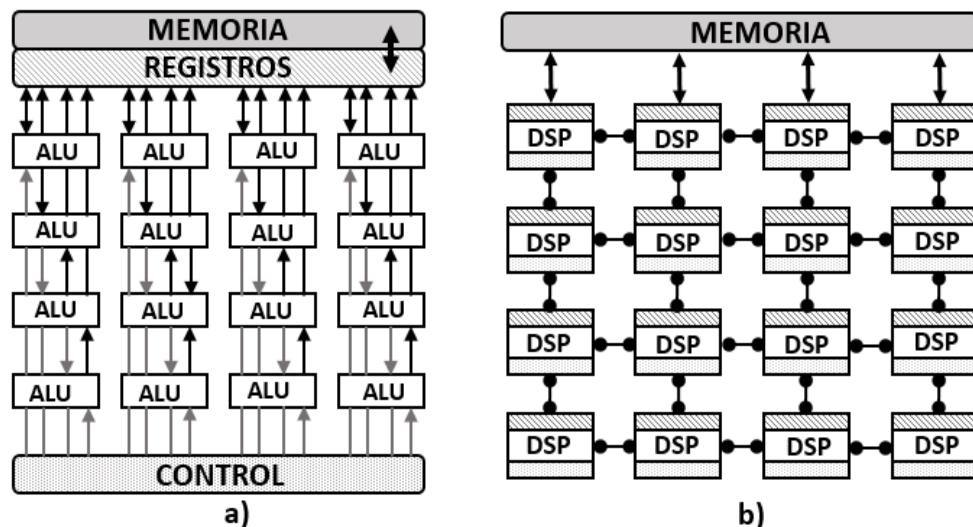 MEMORIA
REGISTROS
ALU ALU ALU ALU
ALU ALU ALU ALU
ALU ALU ALU ALU
ALU ALU ALU ALU
CONTROL
a)
MEMORIA
DSP DSP DSP DSP
DSP DSP DSP DSP
DSP DSP DSP DSP
DSP DSP DSP DSP
b)